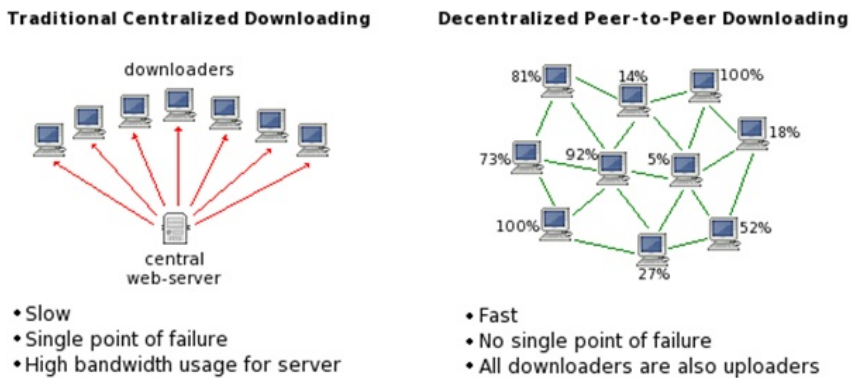 Traditional Centralized Downloading
downloaders
central
web-server
• Slow
• Single point of failure
• High bandwidth usage for server
Decentralized Peer-to-Peer Downloading
81%
14%
100%
18%
73%
92%
5%
100%
52%
27%
• Fast
• No single point of failure
• All downloaders are also uploaders